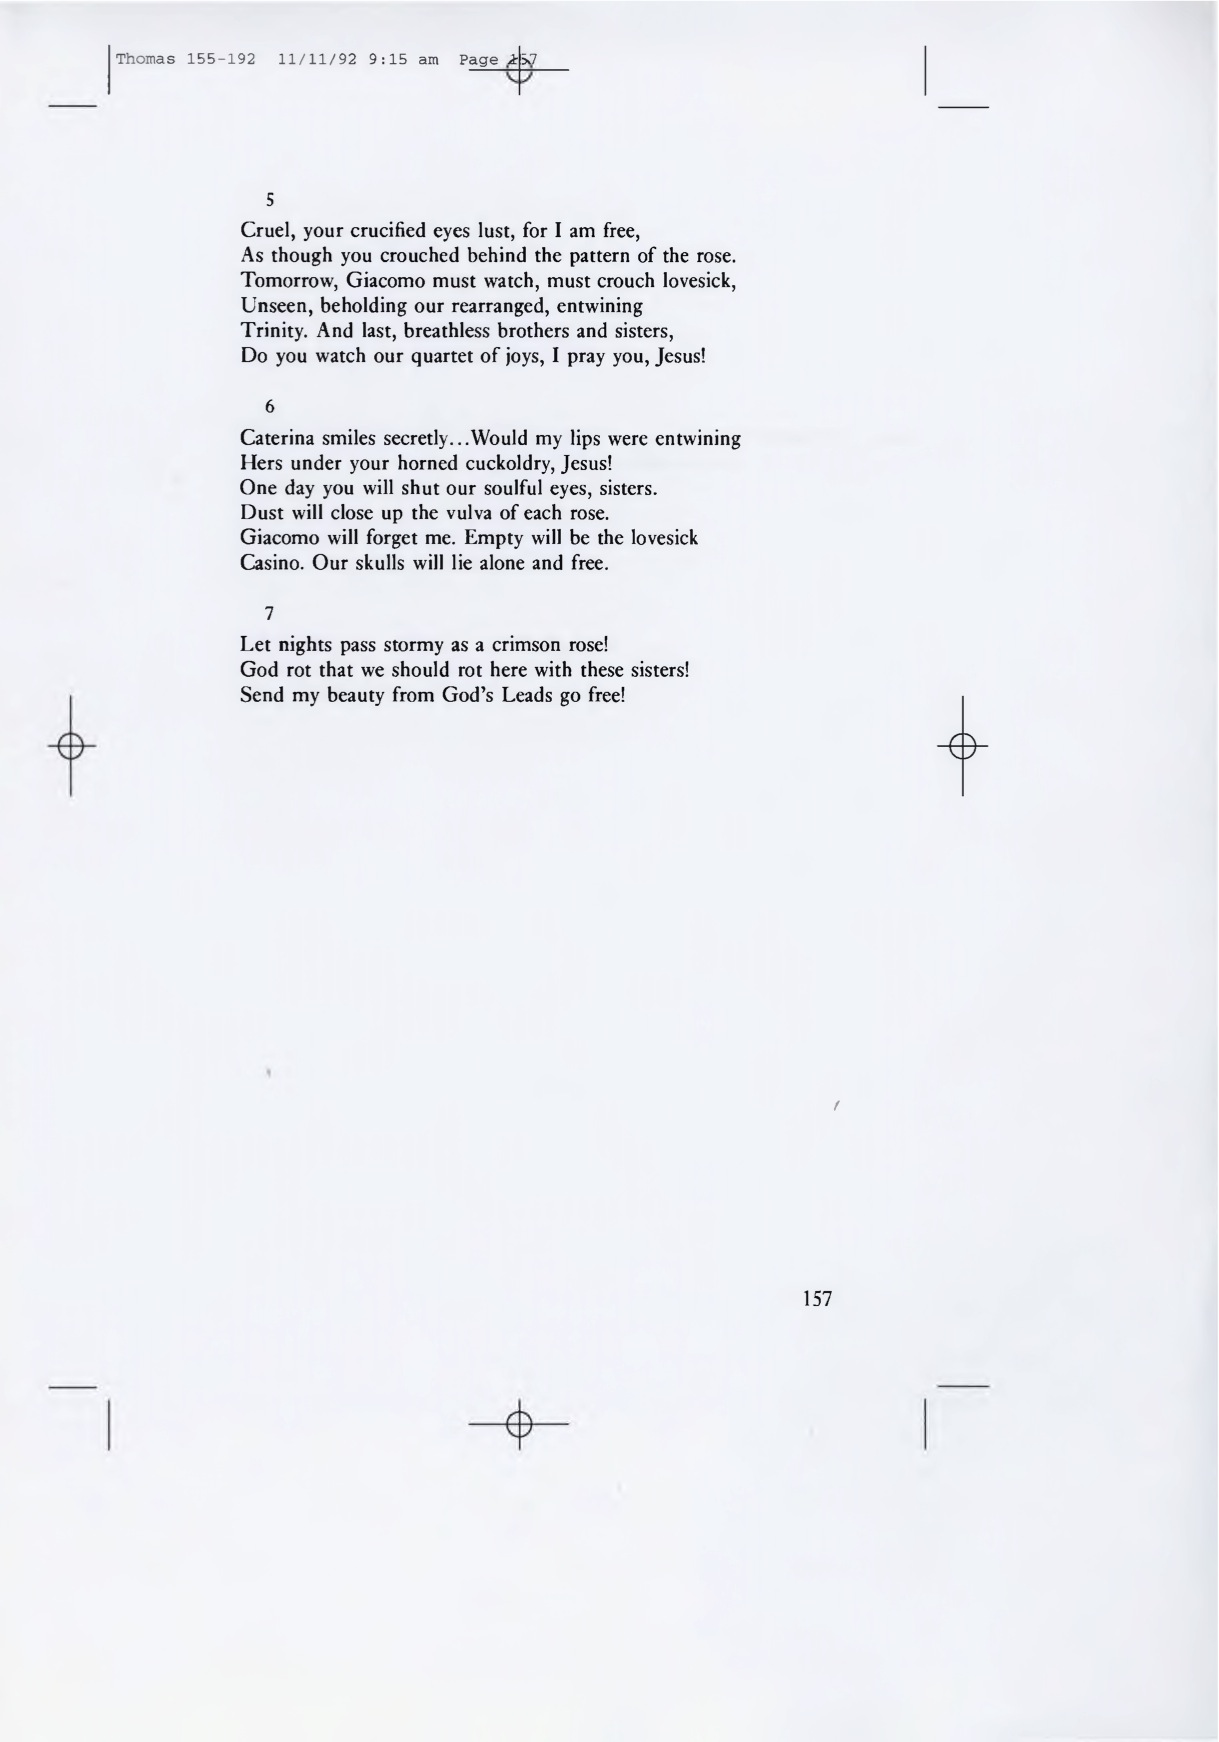 Thomas 155-192 11/11/92 9:15 am Page 157
5
Cruel, your crucified eyes lust, for I am free,
As though you crouched behind the pattern of the rose.
Tomorrow, Giacomo must watch, must crouch lovesick,
Unseen, beholding our rearranged, entwining
Trinity. And last, breathless brothers and sisters,
Do you watch our quartet of joys, I pray you, Jesus!
6
Caterina smiles secretly...Would my lips were entwining
Hers under your horned cuckoldry, Jesus!
One day you will shut our soulful eyes, sisters.
Dust will close up the vulva of each rose.
Giacomo will forget me. Empty will be the lovesick
Casino. Our skulls will lie alone and free.
7
Let nights pass stormy as a crimson rose!
God rot that we should rot here with these sisters!
Send my beauty from God's Leads go free!
157